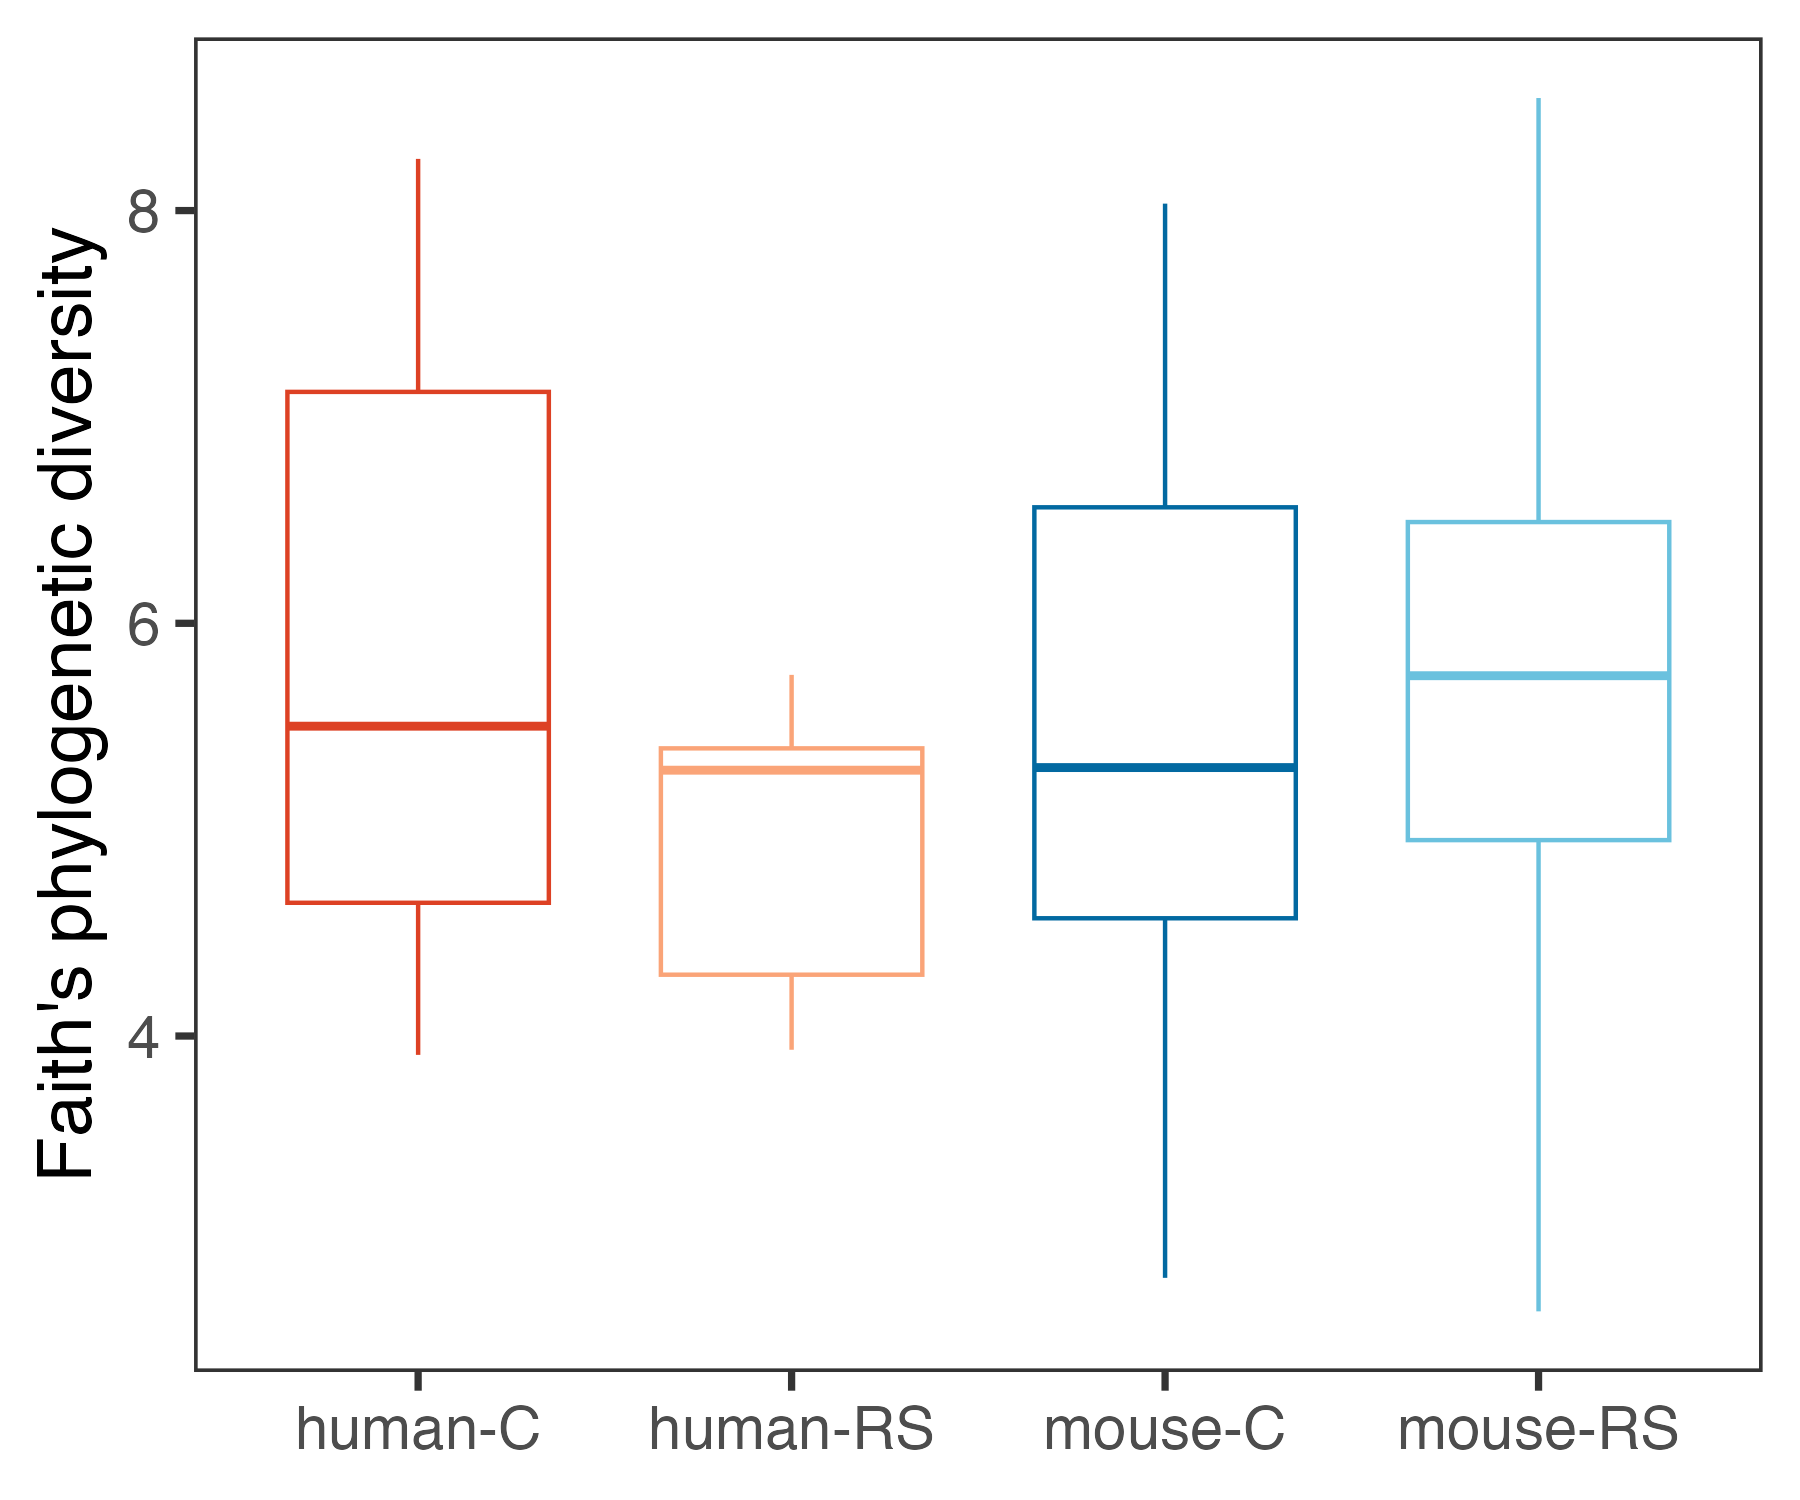 Faith's phylogenetic diversity
8
6
4
human-C
human-RS
mouse-C
mouse-RS